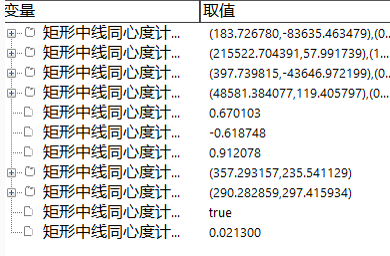 变量 取值
矩形中线同心度计... (183.726780,-83635.463479),(0...
矩形中线同心度计... (215522.704391,57.991739),(1...
矩形中线同心度计... (397.739815,-43646.972199),(0...
矩形中线同心度计... (48581.384077,119.405797),(0...
矩形中线同心度计... 0.670103
矩形中线同心度计... -0.618748
矩形中线同心度计... 0.912078
矩形中线同心度计... (357.293157,235.541129)
矩形中线同心度计... (290.282859,297.415934)
矩形中线同心度计... true
矩形中线同心度计... 0.021300